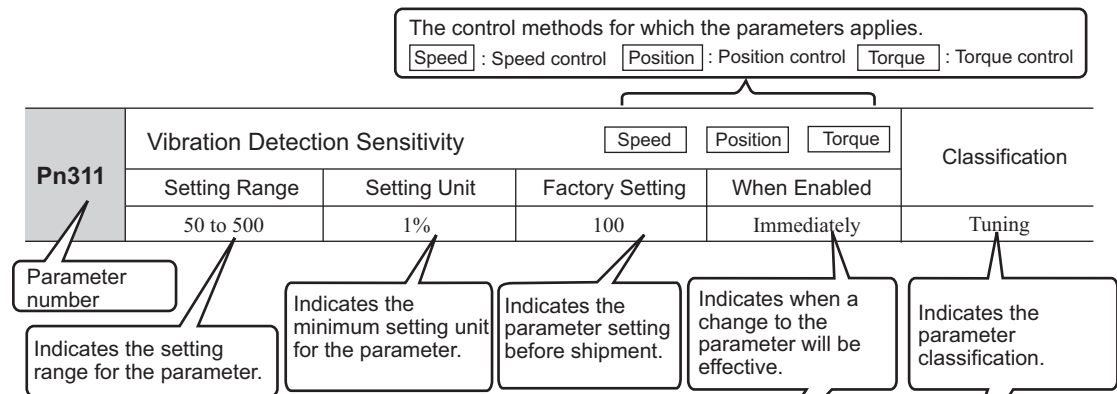 The control methods for which the parameters applies.
Speed : Speed control Position : Position control Torque : Torque control
Pn311
Vibration Detection Sensitivity Speed Position Torque
Classification
Setting Range Setting Unit Factory Setting When Enabled
50 to 500 1% 100 Immediately Tuning
Parameter
number
Indicates the setting
range for the parameter.
Indicates the
minimum setting unit
for the parameter.
Indicates the
parameter setting
before shipment.
Indicates when a
change to the
parameter will be
effective.
Indicates the
parameter
classification.